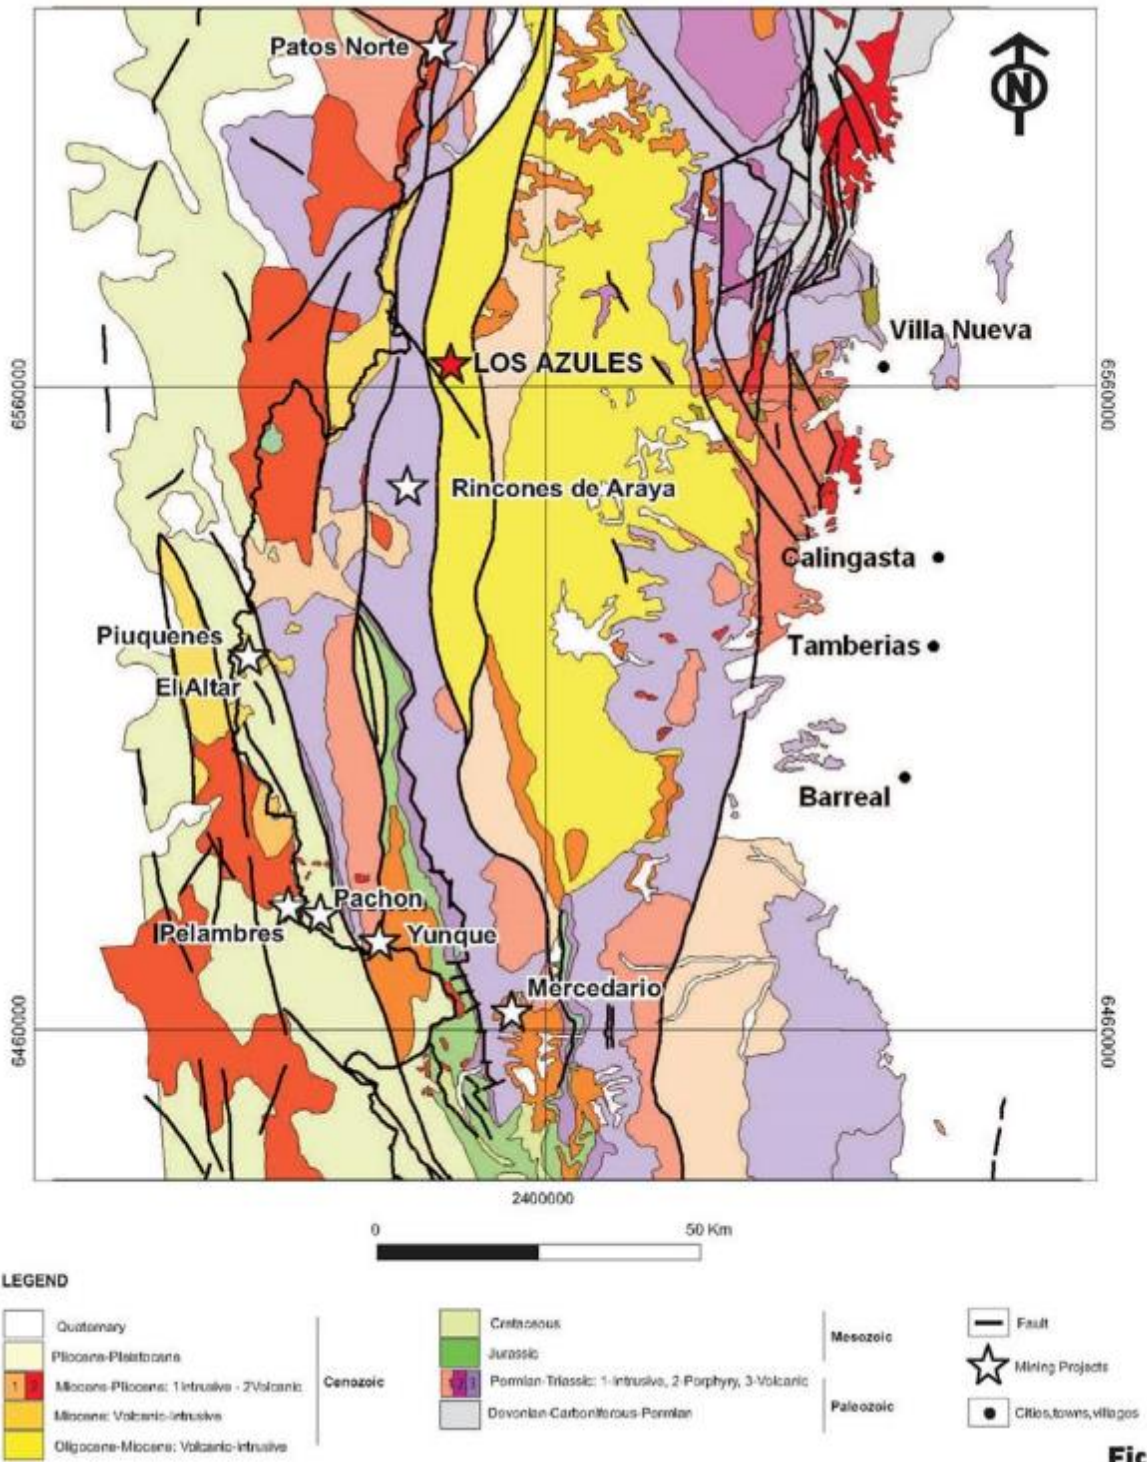 Patos Norte
N
Villa Nueva
LOS AZULES
6560000
6560000
Rincones de Araya
Calingasta
Piuquenes
Tamberias
El Altar
Barreal
Pachon
Pelambres
Yunque
Mercedario
6460000
6460000
2400000
0 50 Km
LEGEND
Quaternary
Pliocene-Pleistocene
1 2 Miocene-Pliocene: 1Intrusive - 2Volcanic
Miocene: Volcanic-Intrusive
Oligocene-Miocene: Volcanic-Intrusive
Cenozoic
Cretaceous
Jurassic
1 2 3 Permian-Triassic: 1-Intrusive, 2-Porphyry, 3-Volcanic
Devonian-Carboniferous-Permian
Mesozoic
Paleozoic
Fault
Mining Projects
Cities,towns,villages